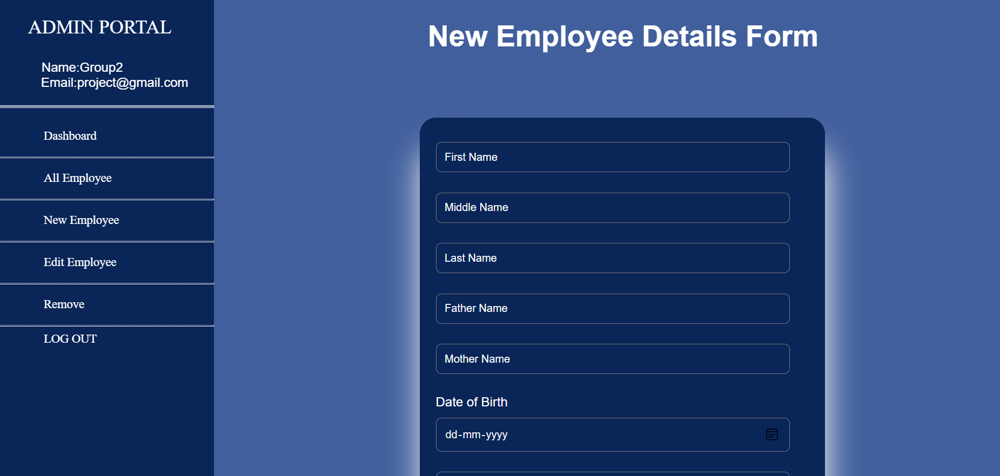 ADMIN PORTAL
Name:Group2
Email:project@gmail.com
Dashboard
All Employee
New Employee
Edit Employee
Remove
LOG OUT
New Employee Details Form
First Name
Middle Name
Last Name
Father Name
Mother Name
Date of Birth
dd-mm-yyyy